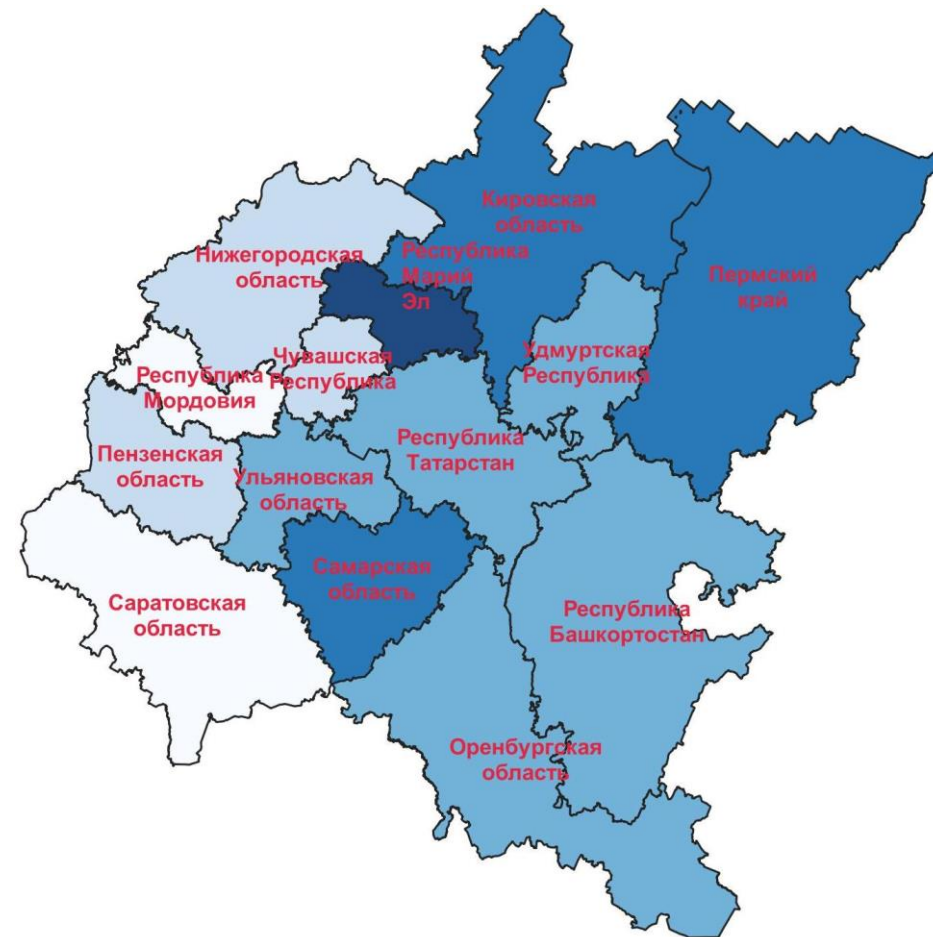 Кировская
область
Нижегородская
область
Республика
Марий
Эл
Пермский
край
Чувашская
Республика
Удмуртская
Республика
Республика
Мордовия
Республика
Татарстан
Пензенская
область
Ульяновская
область
Самарская
область
Саратовская
область
Республика
Башкортостан
Оренбургская
область